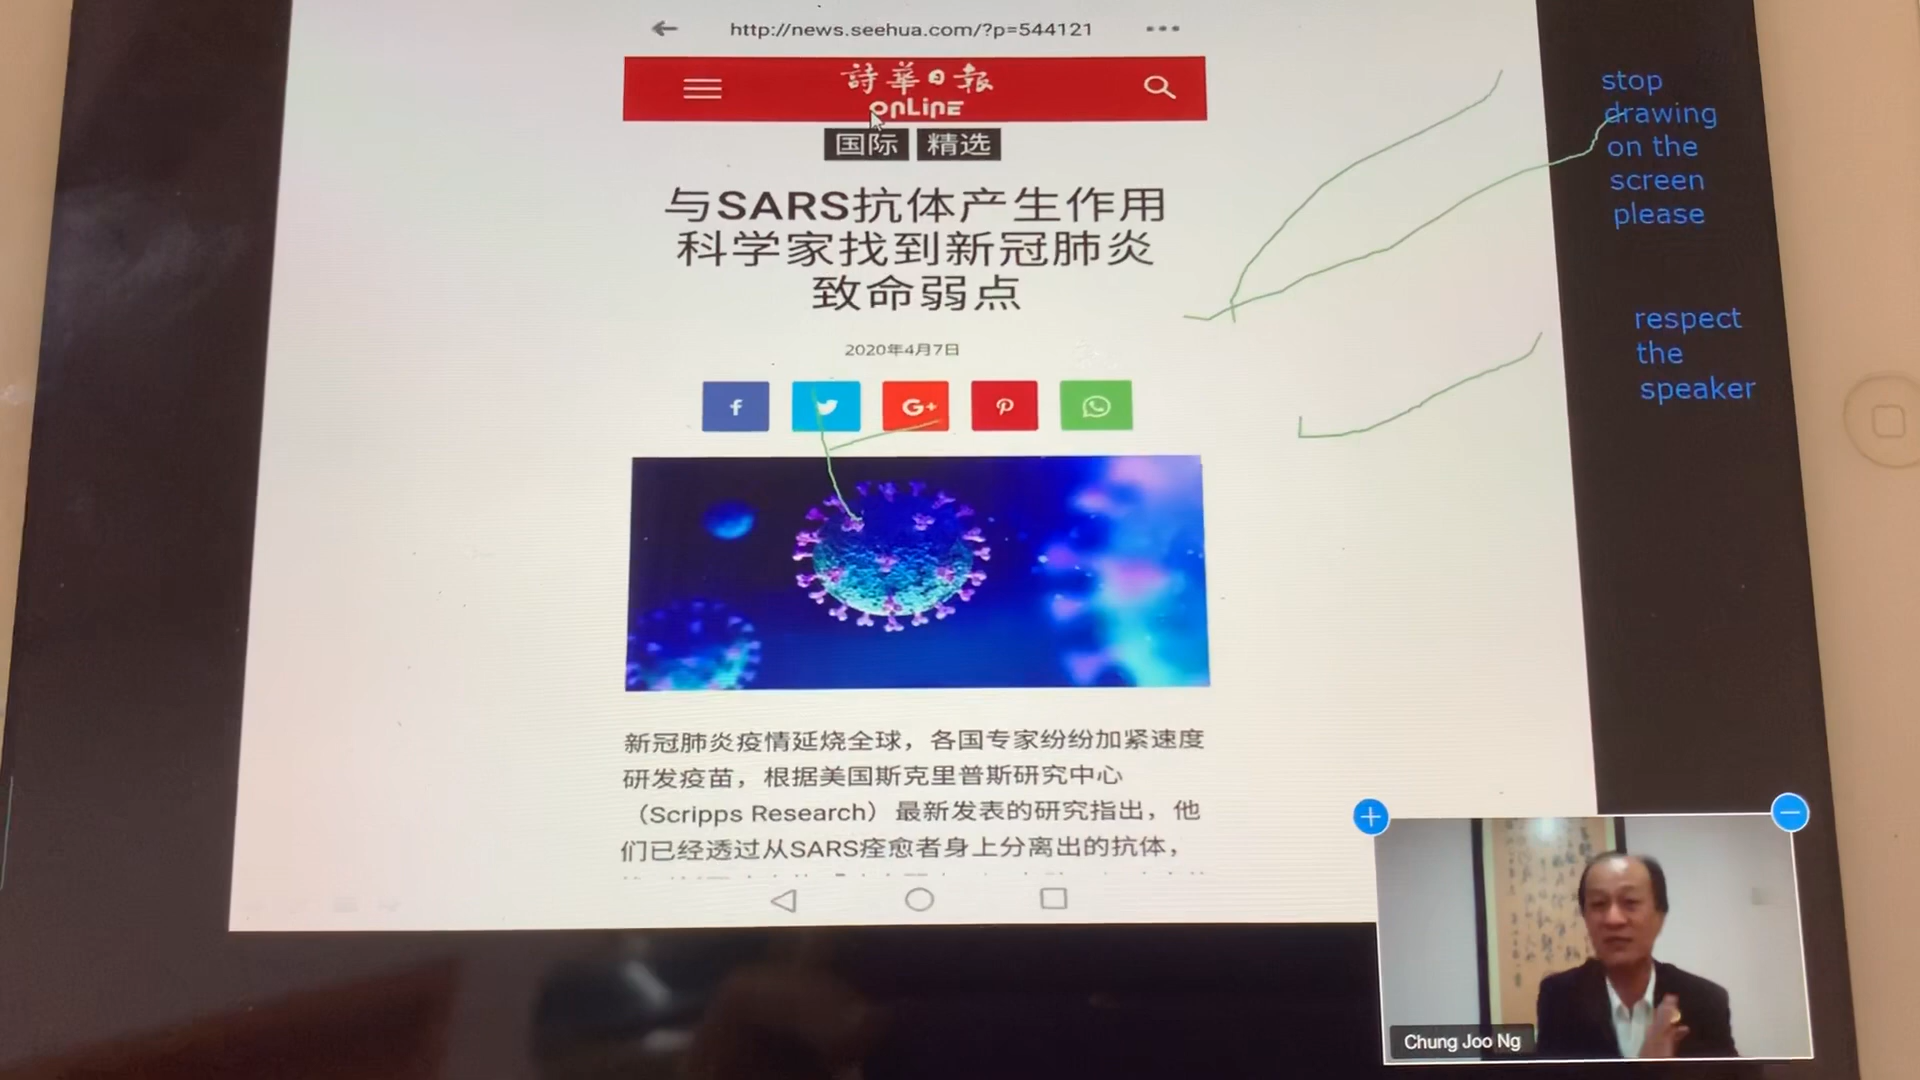 http://news.seehua.com/?p=544121
詩華日報
onLine
国际 精选
与SARS抗体产生作用
科学家找到新冠肺炎
致命弱点
2020年4月7日
f G+
新冠肺炎疫情延烧全球，各国专家纷纷加紧速度
研发疫苗，根据美国斯克里普斯研究中心
（Scripps Research）最新发表的研究指出，他
们已经透过从SARS痊愈者身上分离出的抗体，
stop
drawing
on the
screen
please
respect
the
speaker
Chung Joo Ng